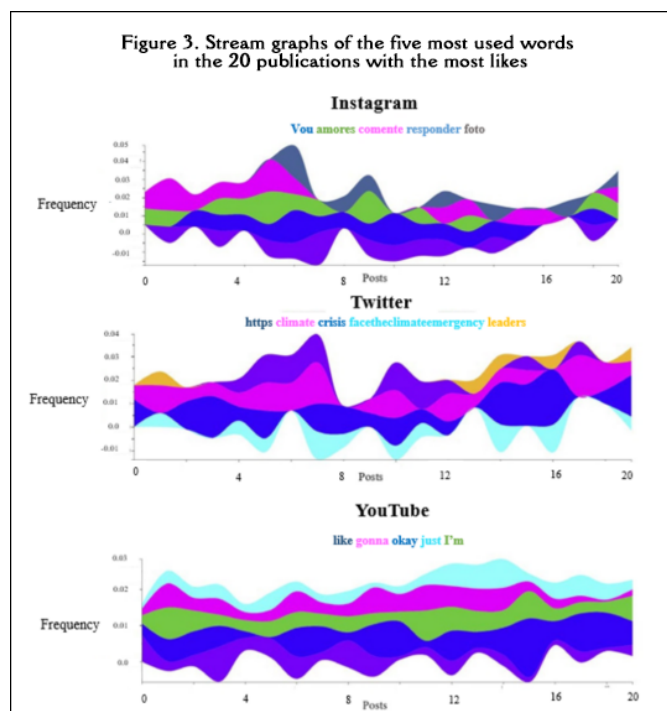 Figure 3. Stream graphs of the five most used words
in the 20 publications with the most likes
Instagram
Vou amores comente responder foto
Frequency
0.05
0.04
0.03
0.02
0.01
0.0
-0.01
0 4 8 12 16 20
Posts
Twitter
https climate crisis facetheclimateemergency leaders
Frequency
0.04
0.03
0.02
0.01
0.0
-0.01
0 4 8 12 16 20
Posts
YouTube
like gonna okay just I'm
Frequency
0.03
0.02
0.01
0.0
0 4 8 12 16 20
Posts